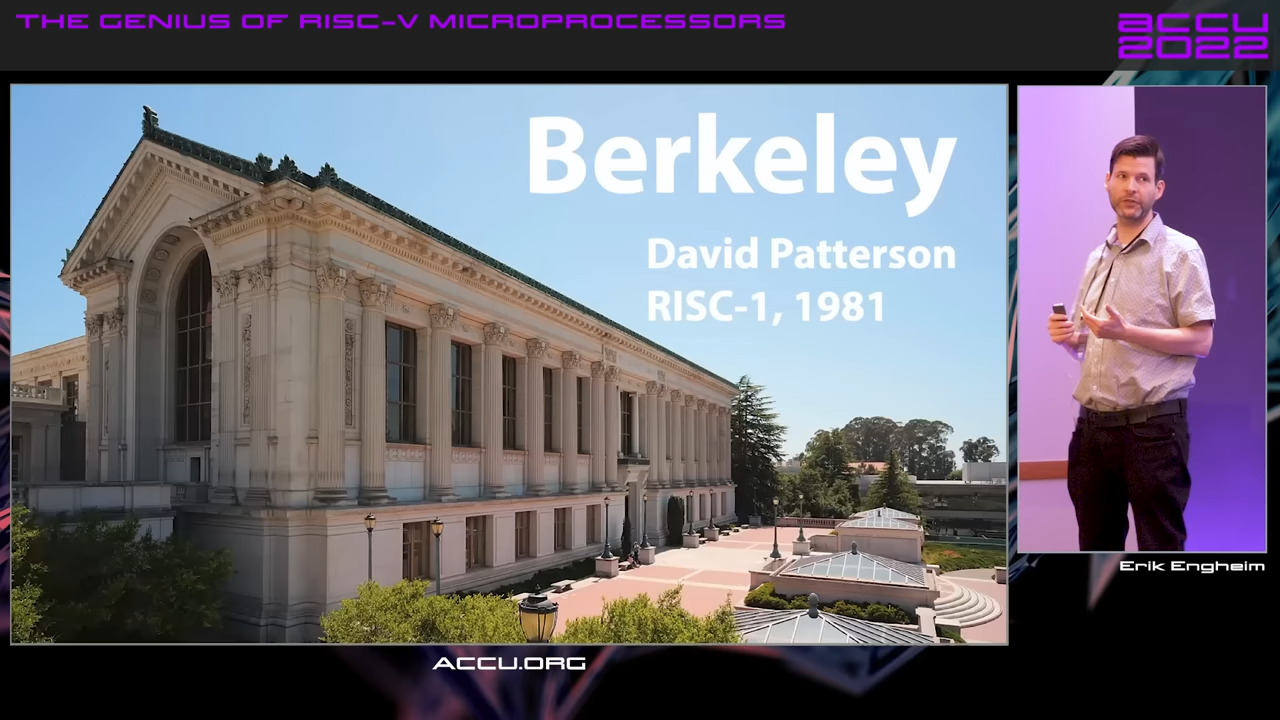 THE GENIUS OF RISC-V MICROPROCESSORS
accu
2022
Berkeley
David Patterson
RISC-1, 1981
Erik Engheim
ACCU.ORG